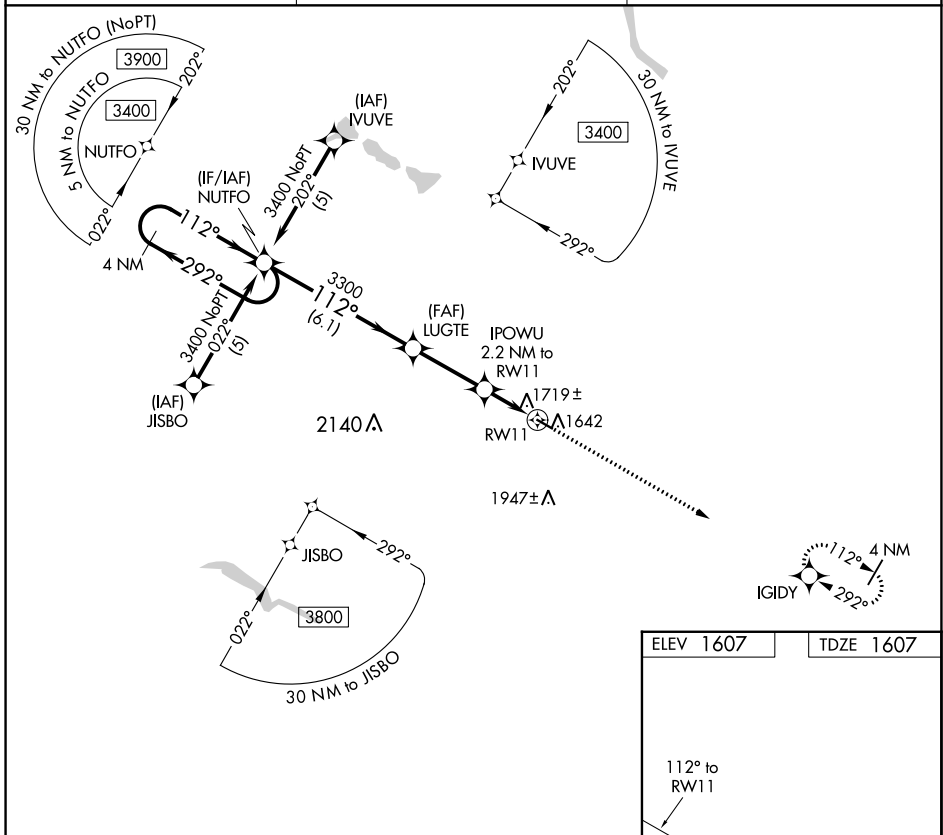 30 NM to NUTFO (NoPT)
3900
202°
5 NM to NUTFO
3400
NUTFO
022°
(IAF)
IVUVE
3400 NoPT
202°
(5)
202°
30 NM to IVUVE
3400
IVUVE
292°
(IF/IAF)
NUTFO
112°
4 NM
292°
3400 NoPT
022°
(5)
(IAF)
JISBO
3300
112°
(6.1)
(FAF)
LUGTE
IPOWU
2.2 NM to
RW11
1719±
1642
RW11
2140
1947±
JISBO
292°
022°
3800
30 NM to JISBO
112°
4 NM
IGIDY
292°
ELEV 1607
TDZE 1607
112° to
RW11